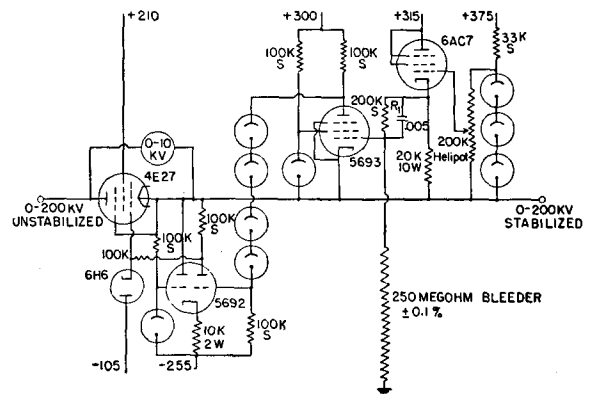 +210
+300
+315
+375
100K
S
100K
S
6AC7
33K
S
0-10
KV
4E27
200K
S
R1
.005
200K
Helipot
5693
20K
10W
0-200KV
UNSTABILIZED
0-200KV
STABILIZED
100K
S
100K
S
100K
6H6
5692
10K
2W
100K
S
250 MEGOHM BLEEDER
±0.1%
-105
-255